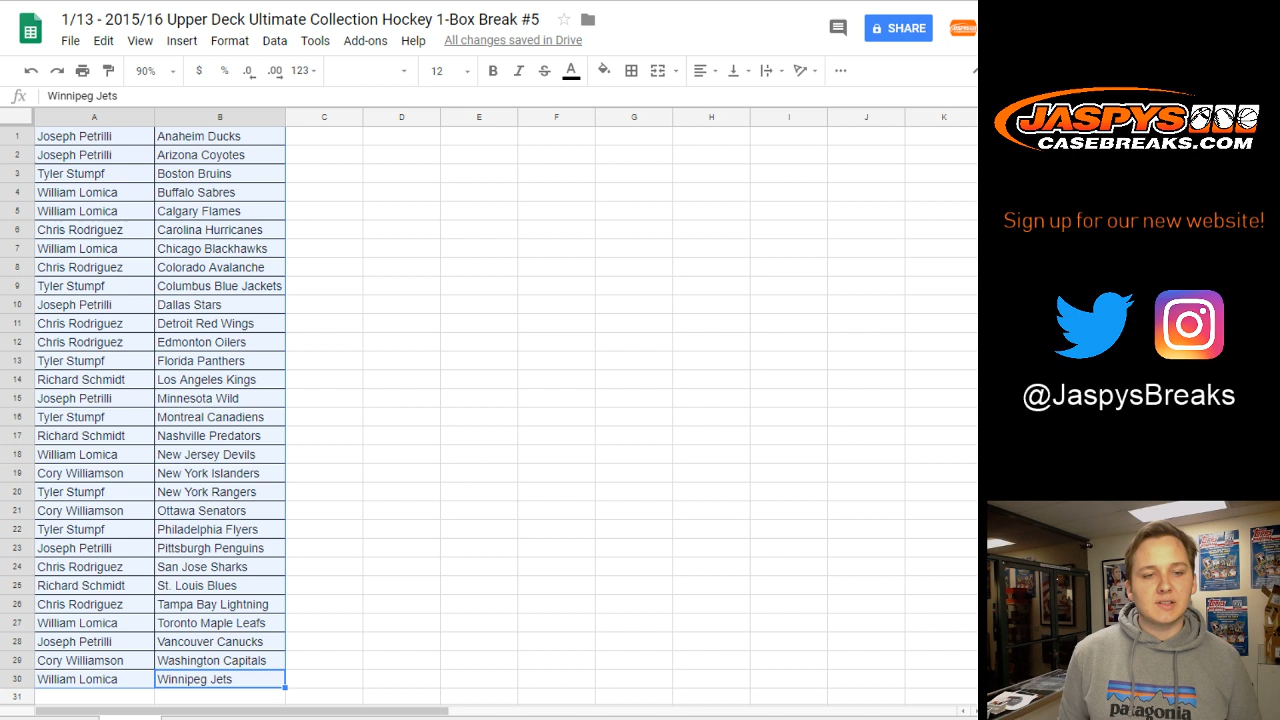 1/13 - 2015/16 Upper Deck Ultimate Collection Hockey 1-Box Break #5
File Edit View Insert Format Data Tools Add-ons Help All changes saved in Drive
SHARE
90% $ % .0 .00 123 12 B I S A
fx Winnipeg Jets
A B C D E F G H I J K
1 Joseph Petrilli Anaheim Ducks
2 Joseph Petrilli Arizona Coyotes
3 Tyler Stumpf Boston Bruins
4 William Lomica Buffalo Sabres
5 William Lomica Calgary Flames
6 Chris Rodriguez Carolina Hurricanes
7 William Lomica Chicago Blackhawks
8 Chris Rodriguez Colorado Avalanche
9 Tyler Stumpf Columbus Blue Jackets
10 Joseph Petrilli Dallas Stars
11 Chris Rodriguez Detroit Red Wings
12 Chris Rodriguez Edmonton Oilers
13 Tyler Stumpf Florida Panthers
14 Richard Schmidt Los Angeles Kings
15 Joseph Petrilli Minnesota Wild
16 Tyler Stumpf Montreal Canadiens
17 Richard Schmidt Nashville Predators
18 William Lomica New Jersey Devils
19 Cory Williamson New York Islanders
20 Tyler Stumpf New York Rangers
21 Cory Williamson Ottawa Senators
22 Tyler Stumpf Philadelphia Flyers
23 Joseph Petrilli Pittsburgh Penguins
24 Chris Rodriguez San Jose Sharks
25 Richard Schmidt St. Louis Blues
26 Chris Rodriguez Tampa Bay Lightning
27 William Lomica Toronto Maple Leafs
28 Joseph Petrilli Vancouver Canucks
29 Cory Williamson Washington Capitals
30 William Lomica Winnipeg Jets
31
JASPYS
CASEBREAKS.COM
Sign up for our new website!
@JaspysBreaks
Topps
patagonia